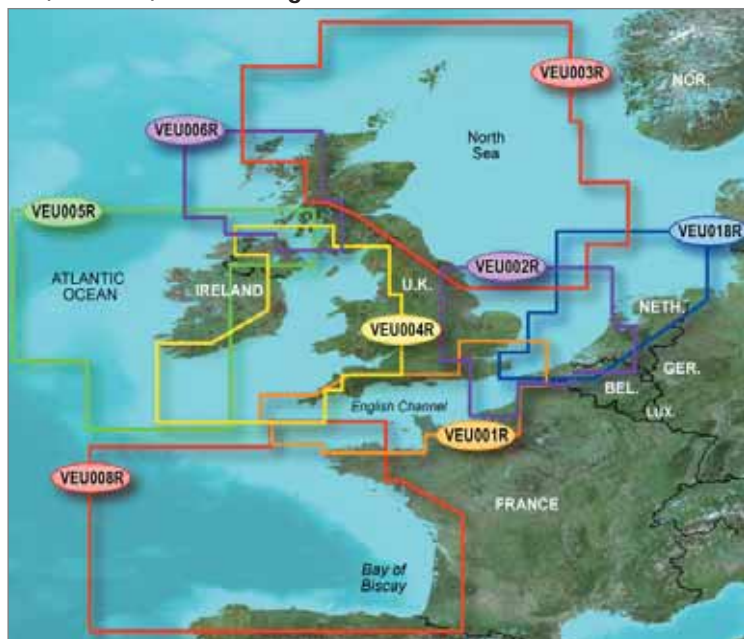 VEU003R
NOR.
North
Sea
VEU006R
VEU005R
VEU018R
VEU002R
ATLANTIC
OCEAN
IRELAND
U.K.
NETH.
VEU004R
GER.
BEL.
LUX.
English Channel
VEU001R
VEU008R
FRANCE
Bay of
Biscay